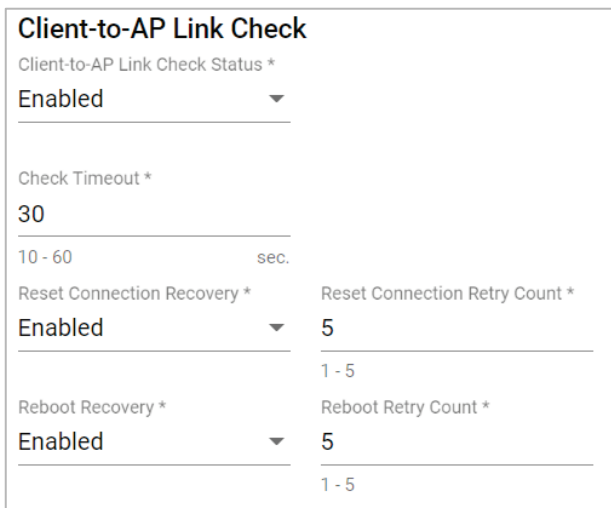 Client-to-AP Link Check
Client-to-AP Link Check Status *
Enabled
Check Timeout *
30
10 - 60 sec.
Reset Connection Recovery * Reset Connection Retry Count *
Enabled 5
1 - 5
Reboot Recovery * Reboot Retry Count *
Enabled 5
1 - 5